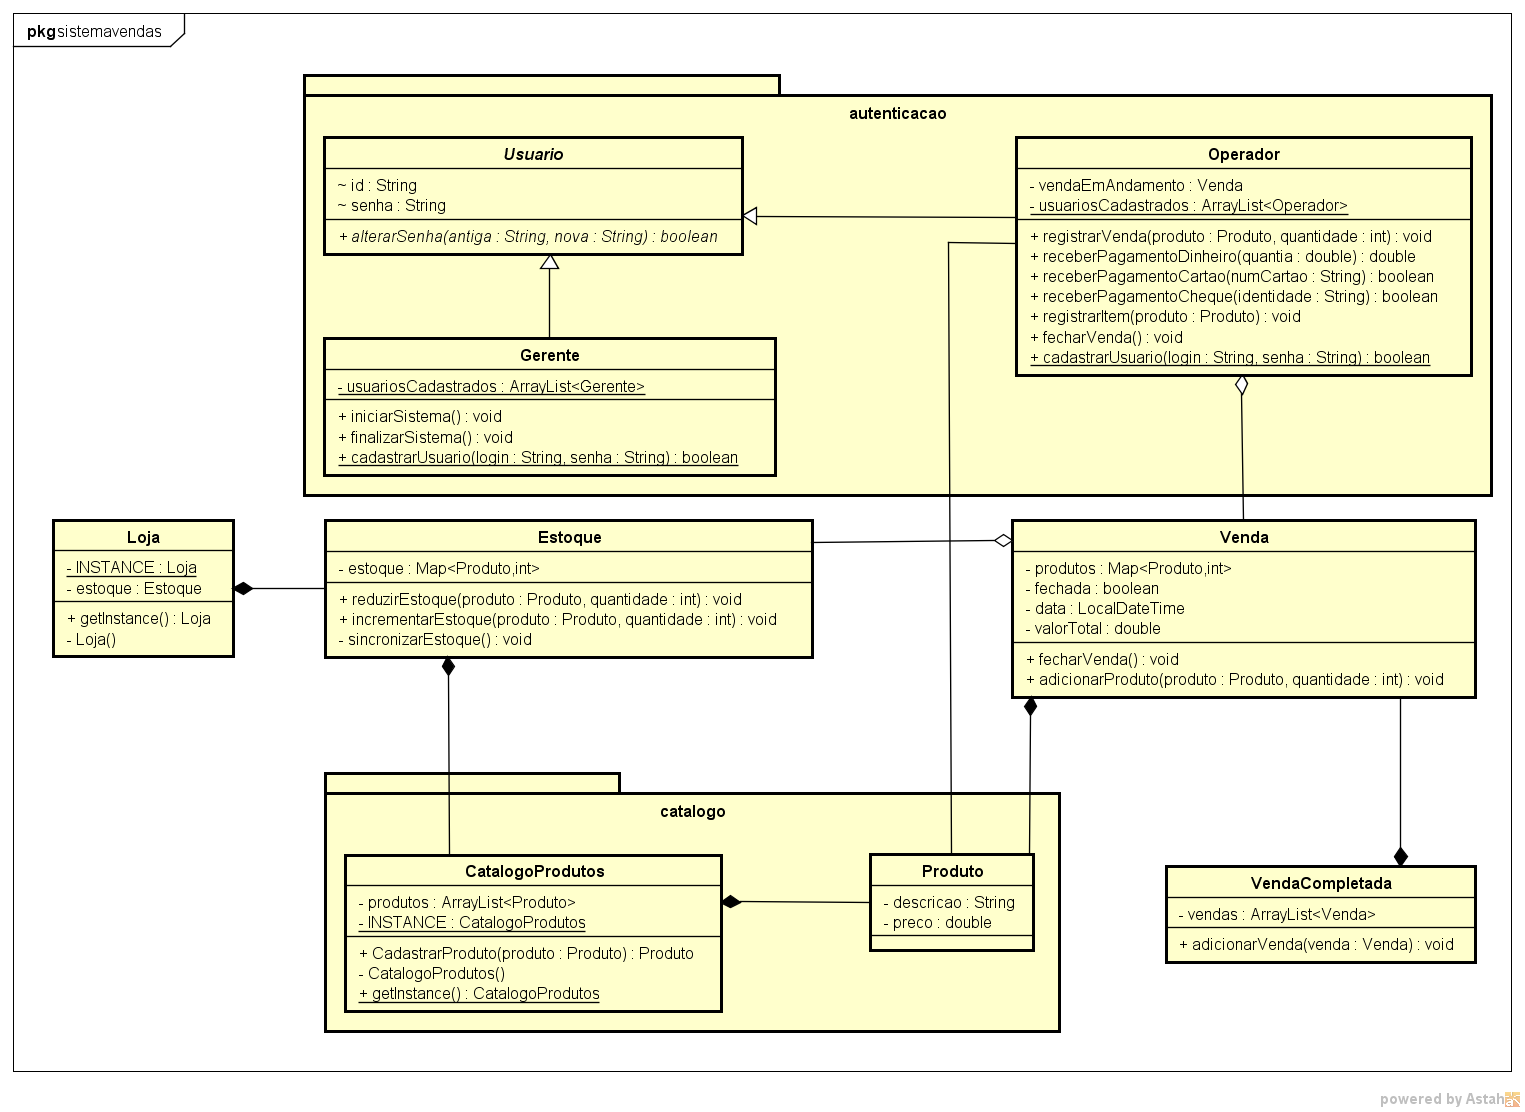 pkg sistemavendas
autenticacao
Usuario
~ id : String
~ senha : String
+ alterarSenha(antiga : String, nova : String) : boolean
Operador
- vendaEmAndamento : Venda
- usuariosCadastrados : ArrayList<Operador>
+ registrarVenda(produto : Produto, quantidade : int) : void
+ receberPagamentoDinheiro(quantia : double) : double
+ receberPagamentoCartao(numCartao : String) : boolean
+ receberPagamentoCheque(identidade : String) : boolean
+ registrarItem(produto : Produto) : void
+ fecharVenda() : void
+ cadastrarUsuario(login : String, senha : String) : boolean
Gerente
- usuariosCadastrados : ArrayList<Gerente>
+ iniciarSistema() : void
+ finalizarSistema() : void
+ cadastrarUsuario(login : String, senha : String) : boolean
Loja
- INSTANCE : Loja
- estoque : Estoque
+ getInstance() : Loja
- Loja()
Estoque
- estoque : Map<Produto,int>
+ reduzirEstoque(produto : Produto, quantidade : int) : void
+ incrementarEstoque(produto : Produto, quantidade : int) : void
- sincronizarEstoque() : void
Venda
- produtos : Map<Produto,int>
- fechada : boolean
- data : LocalDateTime
- valorTotal : double
+ fecharVenda() : void
+ adicionarProduto(produto : Produto, quantidade : int) : void
catalogo
CatalogoProdutos
- produtos : ArrayList<Produto>
- INSTANCE : CatalogoProdutos
+ CadastrarProduto(produto : Produto) : Produto
- CatalogoProdutos()
+ getInstance() : CatalogoProdutos
Produto
- descricao : String
- preco : double
VendaCompletada
- vendas : ArrayList<Venda>
+ adicionarVenda(venda : Venda) : void
powered by Astah